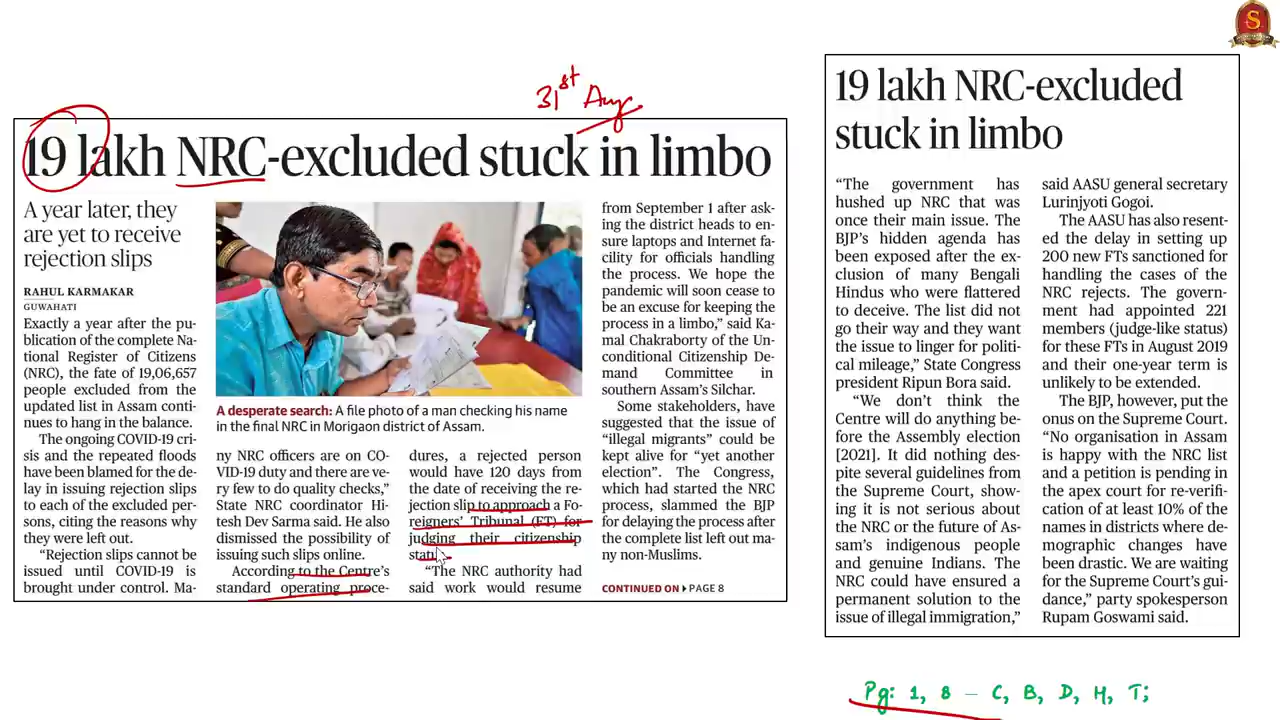 31st Aug
19 lakh NRC-excluded stuck in limbo
A year later, they
are yet to receive
rejection slips
RAHUL KARMAKAR
GUWAHATI
Exactly a year after the pu-
blication of the complete Na-
tional Register of Citizens
(NRC), the fate of 19,06,657
people excluded from the
updated list in Assam conti-
nues to hang in the balance.
The ongoing COVID-19 cri-
sis and the repeated floods
have been blamed for the de-
lay in issuing rejection slips
to each of the excluded per-
sons, citing the reasons why
they were left out.
“Rejection slips cannot be
issued until COVID-19 is
brought under control. Ma-
A desperate search: A file photo of a man checking his name
in the final NRC in Morigaon district of Assam.
ny NRC officers are on CO-
VID-19 duty and there are ve-
ry few to do quality checks,”
State NRC coordinator Hi-
tesh Dev Sarma said. He also
dismissed the possibility of
issuing such slips online.
According to the Centre’s
standard operating proce-
dures, a rejected person
would have 120 days from
the date of receiving the re-
jection slip to approach a Fo-
reigners’ Tribunal (FT) for
judging their citizenship
status.
“The NRC authority had
said work would resume
from September 1 after ask-
ing the district heads to en-
sure laptops and Internet fa-
cility for officials handling
the process. We hope the
pandemic will soon cease to
be an excuse for keeping the
process in a limbo,” said Ka-
mal Chakraborty of the Un-
conditional Citizenship De-
mand Committee in
southern Assam’s Silchar.
Some stakeholders, have
suggested that the issue of
“illegal migrants” could be
kept alive for “yet another
election”. The Congress,
which had started the NRC
process, slammed the BJP
for delaying the process after
the complete list left out ma-
ny non-Muslims.
CONTINUED ON PAGE 8
19 lakh NRC-excluded
stuck in limbo
“The government has
hushed up NRC that was
once their main issue. The
BJP’s hidden agenda has
been exposed after the ex-
clusion of many Bengali
Hindus who were flattered
to deceive. The list did not
go their way and they want
the issue to linger for politi-
cal mileage,” State Congress
president Ripun Bora said.
“We don’t think the
Centre will do anything be-
fore the Assembly election
[2021]. It did nothing des-
pite several guidelines from
the Supreme Court, show-
ing it is not serious about
the NRC or the future of As-
sam’s indigenous people
and genuine Indians. The
NRC could have ensured a
permanent solution to the
issue of illegal immigration,”
said AASU general secretary
Lurinjyoti Gogoi.
The AASU has also resent-
ed the delay in setting up
200 new FTs sanctioned for
handling the cases of the
NRC rejects. The govern-
ment had appointed 221
members (judge-like status)
for these FTs in August 2019
and their one-year term is
unlikely to be extended.
The BJP, however, put the
onus on the Supreme Court.
“No organisation in Assam
is happy with the NRC list
and a petition is pending in
the apex court for re-verifi-
cation of at least 10% of the
names in districts where de-
mographic changes have
been drastic. We are waiting
for the Supreme Court’s gui-
dance,” party spokesperson
Rupam Goswami said.
Pg: 1, 8 – C, B, D, H, T;